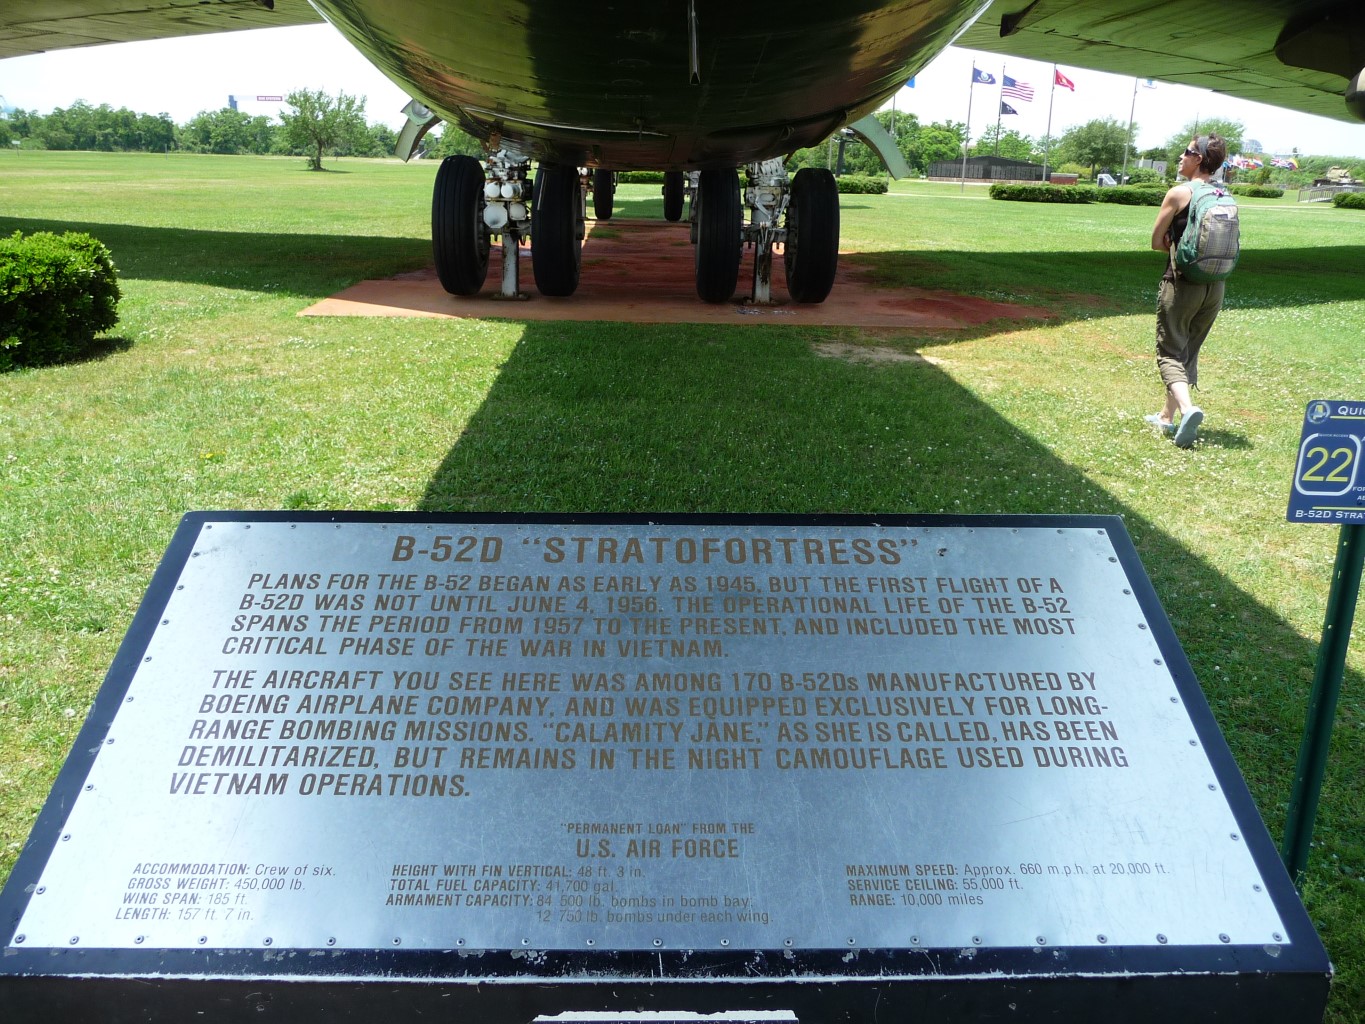 B-52D "STRATOFORTRESS"
PLANS FOR THE B-52 BEGAN AS EARLY AS 1945, BUT THE FIRST FLIGHT OF A
B-52D WAS NOT UNTIL JUNE 4, 1956. THE OPERATIONAL LIFE OF THE B-52
SPANS THE PERIOD FROM 1957 TO THE PRESENT, AND INCLUDED THE MOST
CRITICAL PHASE OF THE WAR IN VIETNAM.
THE AIRCRAFT YOU SEE HERE WAS AMONG 170 B-52Ds MANUFACTURED BY
BOEING AIRPLANE COMPANY, AND WAS EQUIPPED EXCLUSIVELY FOR LONG-
RANGE BOMBING MISSIONS. "CALAMITY JANE," AS SHE IS CALLED, HAS BEEN
DEMILITARIZED, BUT REMAINS IN THE NIGHT CAMOUFLAGE USED DURING
VIETNAM OPERATIONS.
"PERMANENT LOAN" FROM THE
U.S. AIR FORCE
ACCOMMODATION: Crew of six.
GROSS WEIGHT: 450,000 lb.
WING SPAN: 185 ft.
LENGTH: 157 ft. 7 in.
HEIGHT WITH FIN VERTICAL: 48 ft. 3 in.
TOTAL FUEL CAPACITY: 41,700 gal.
ARMAMENT CAPACITY: 84 500 lb. bombs in bomb bay;
12 750 lb. bombs under each wing.
MAXIMUM SPEED: Approx. 660 m.p.h. at 20,000 ft.
SERVICE CEILING: 55,000 ft.
RANGE: 10,000 miles
QUI
22
FOR
B-52D STRAT